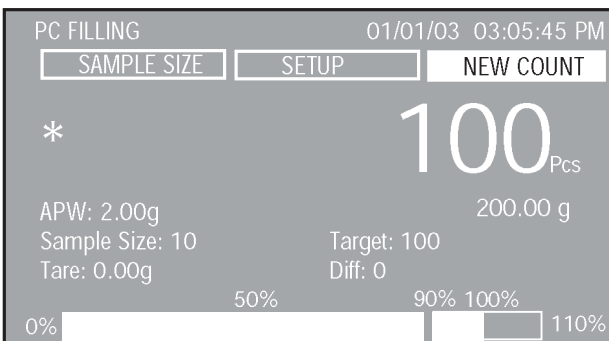 PC FILLING 01/01/03 03:05:45 PM
SAMPLE SIZE SETUP NEW COUNT
* 100 Pcs
APW: 2.00g 200.00 g
Sample Size: 10 Target: 100
Tare: 0.00g Diff: 0
50% 90% 100%
0% 110%